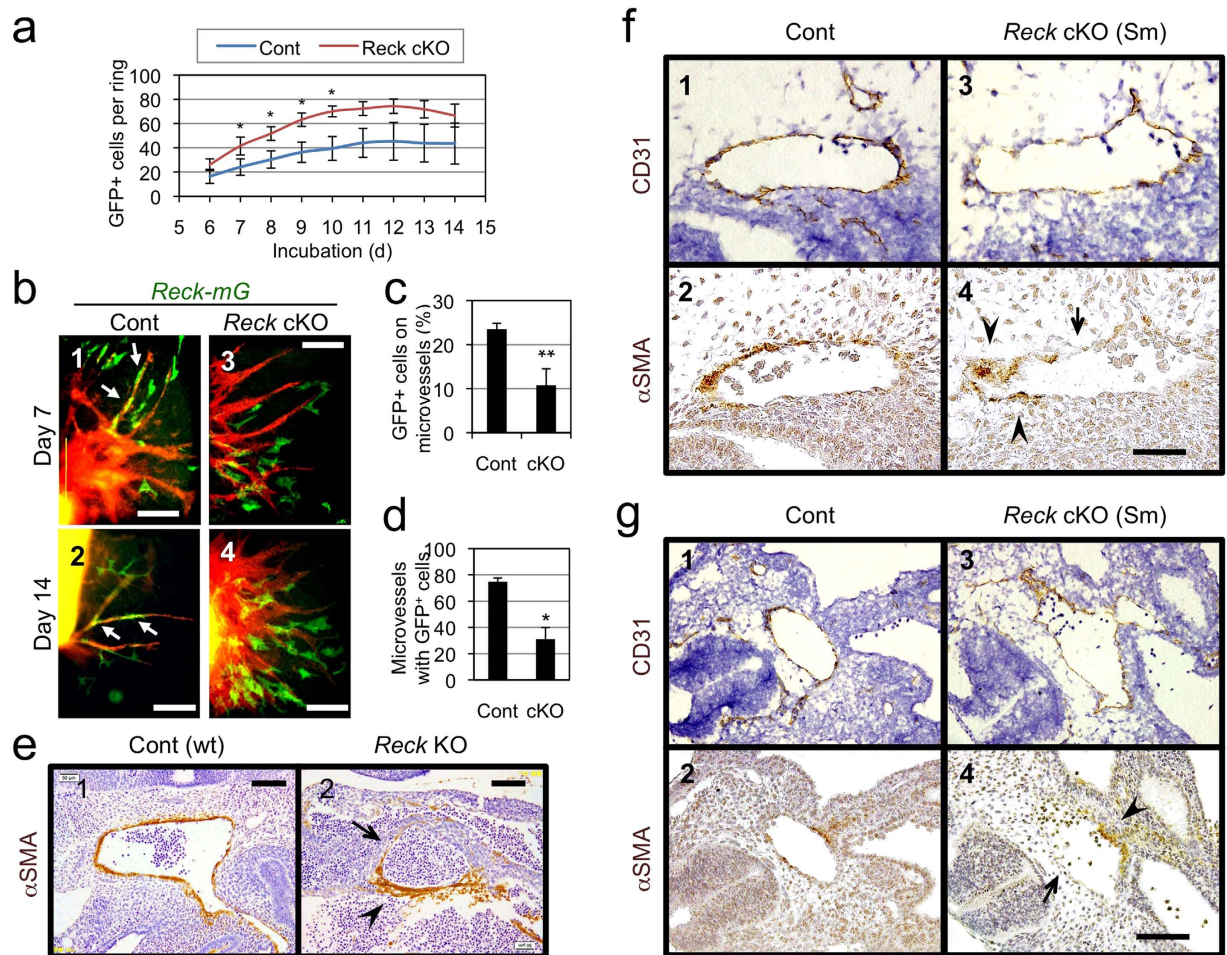 a
Cont
Reck cKO
GFP+ cells per ring
100
80
60
40
20
0
* * * *
5 6 7 8 9 10 11 12 13 14 15
Incubation (d)
b
Reck-mG
Cont
Reck cKO
Day 7
1
3
Day 14
2
4
c
GFP+ cells on
microvessels (%)
30
20
10
0
**
Cont cKO
d
Microvessels
with GFP+ cells
100
80
60
40
20
0
*
Cont cKO
e
Cont (wt)
Reck KO
αSMA
50 μm
1
2
f
Cont
Reck cKO (Sm)
CD31
1
3
αSMA
2
4
g
Cont
Reck cKO (Sm)
CD31
1
3
αSMA
2
4